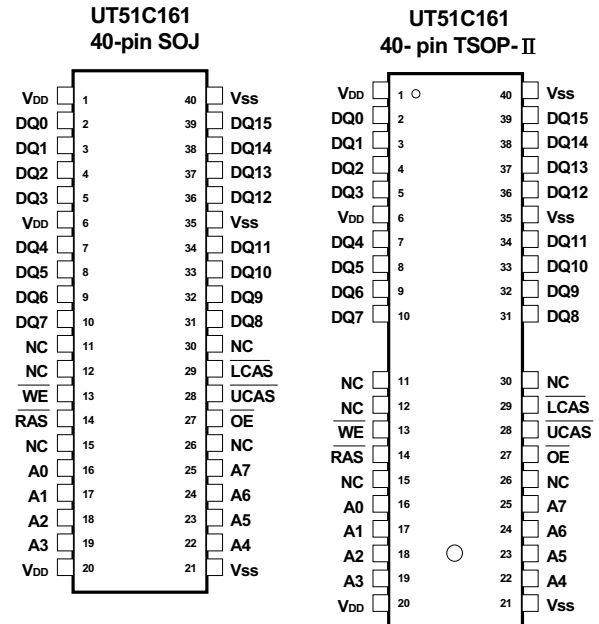 UT51C161
40-pin SOJ
VDD 1 40 Vss
DQ0 2 39 DQ15
DQ1 3 38 DQ14
DQ2 4 37 DQ13
DQ3 5 36 DQ12
VDD 6 35 Vss
DQ4 7 34 DQ11
DQ5 8 33 DQ10
DQ6 9 32 DQ9
DQ7 10 31 DQ8
NC 11 30 NC
NC 12 29 LCAS
WE 13 28 UCAS
RAS 14 27 OE
NC 15 26 NC
A0 16 25 A7
A1 17 24 A6
A2 18 23 A5
A3 19 22 A4
VDD 20 21 Vss
UT51C161
40- pin TSOP-Ⅱ
VDD 1 40 Vss
DQ0 2 39 DQ15
DQ1 3 38 DQ14
DQ2 4 37 DQ13
DQ3 5 36 DQ12
VDD 6 35 Vss
DQ4 7 34 DQ11
DQ5 8 33 DQ10
DQ6 9 32 DQ9
DQ7 10 31 DQ8
NC 11 30 NC
NC 12 29 LCAS
WE 13 28 UCAS
RAS 14 27 OE
NC 15 26 NC
A0 16 25 A7
A1 17 24 A6
A2 18 23 A5
A3 19 22 A4
VDD 20 21 Vss